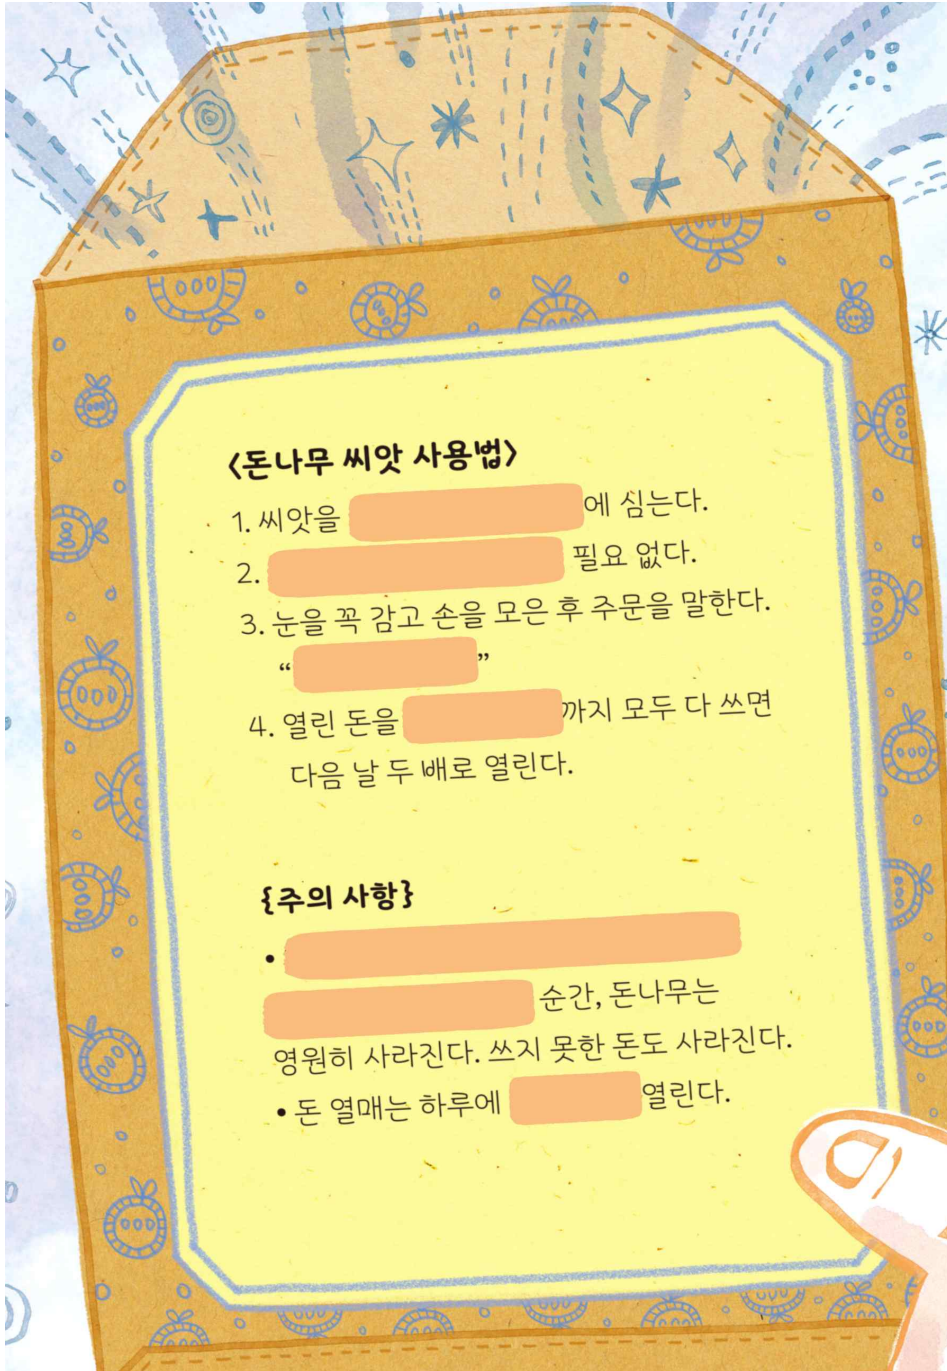 <돈나무 씨앗 사용법>
1. 씨앗을 에 심는다.
2. 필요 없다.
3. 눈을 꼭 감고 손을 모은 후 주문을 말한다.
“ ”
4. 열린 돈을 까지 모두 다 쓰면
다음 날 두 배로 열린다.
{주의 사항}
•
순간, 돈나무는
영원히 사라진다. 쓰지 못한 돈도 사라진다.
• 돈 열매는 하루에 열린다.